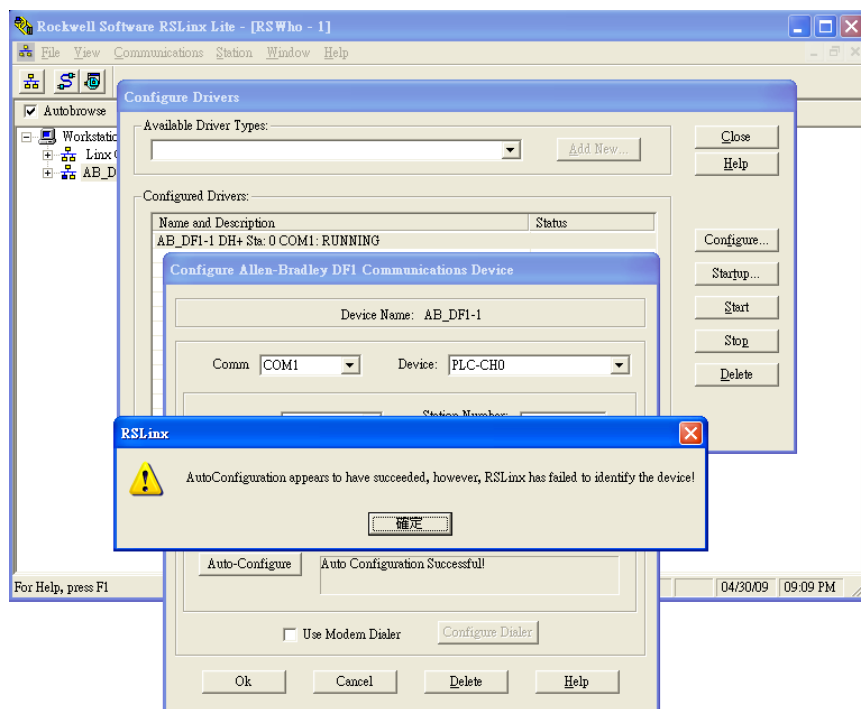 Rockwell Software RSLinx Lite - [RSWho - 1]
File View Communications Station Window Help
Autobrowse
Linx
Configure Drivers
Available Driver Types:
Add New...
Close
Help
Configured Drivers:
Name and Description Status
AB_DF1-1 DH+ Sta: 0 COM1: RUNNING
Configure...
Startup...
Start
Stop
Delete
Configure Allen-Bradley DF1 Communications Device
Device Name: AB_DF1-1
Comm COM1 Device: PLC-CH0
Station Number:
RSLinx
AutoConfiguration appears to have succeeded, however, RSLinx has failed to identify the device!
確定
Auto-Configure Auto Configuration Successful!
Use Modem Dialer Configure Dialer
Ok Cancel Delete Help
For Help, press F1 04/30/09 09:09 PM